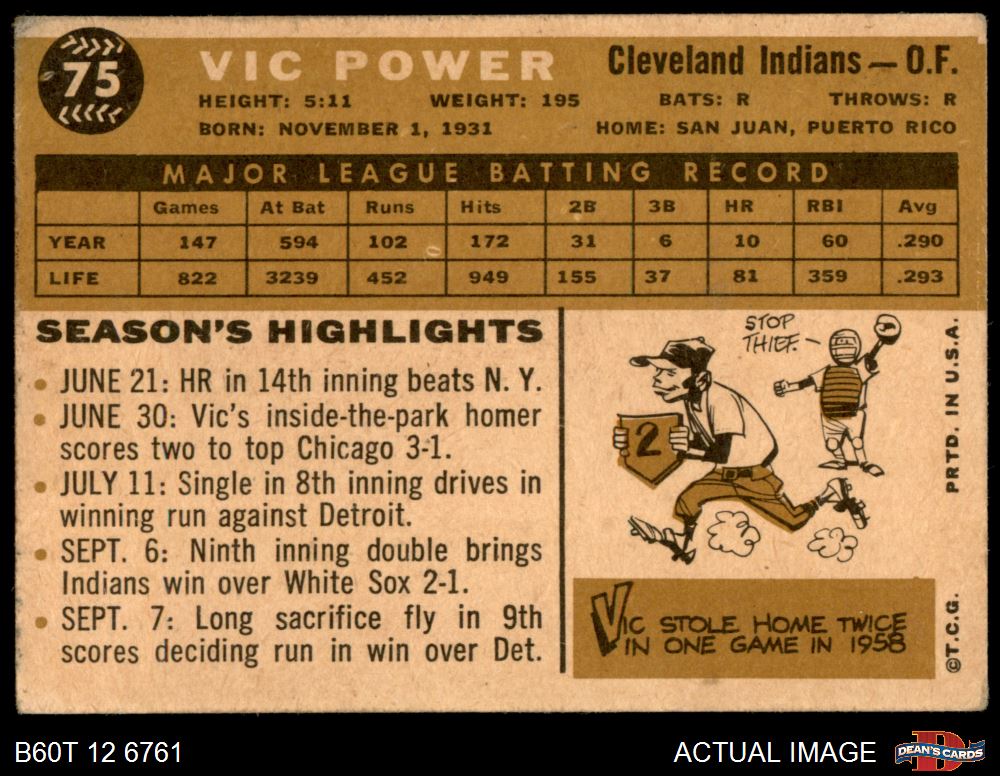 75
VIC POWER
Cleveland Indians — O.F.
HEIGHT: 5:11 WEIGHT: 195 BATS: R THROWS: R
BORN: NOVEMBER 1, 1931 HOME: SAN JUAN, PUERTO RICO
MAJOR LEAGUE BATTING RECORD
Games At Bat Runs Hits 2B 3B HR RBI Avg
YEAR 147 594 102 172 31 6 10 60 .290
LIFE 822 3239 452 949 155 37 81 359 .293
SEASON'S HIGHLIGHTS
• JUNE 21: HR in 14th inning beats N. Y.
• JUNE 30: Vic's inside-the-park homer
scores two to top Chicago 3-1.
• JULY 11: Single in 8th inning drives in
winning run against Detroit.
• SEPT. 6: Ninth inning double brings
Indians win over White Sox 2-1.
• SEPT. 7: Long sacrifice fly in 9th
scores deciding run in win over Det.
STOP
THIEF.
2
VIC STOLE HOME TWICE
IN ONE GAME IN 1958
PRTD. IN U.S.A.
©T.C.G.
B60T 12 6761
ACTUAL IMAGE
DEAN'S CARDS